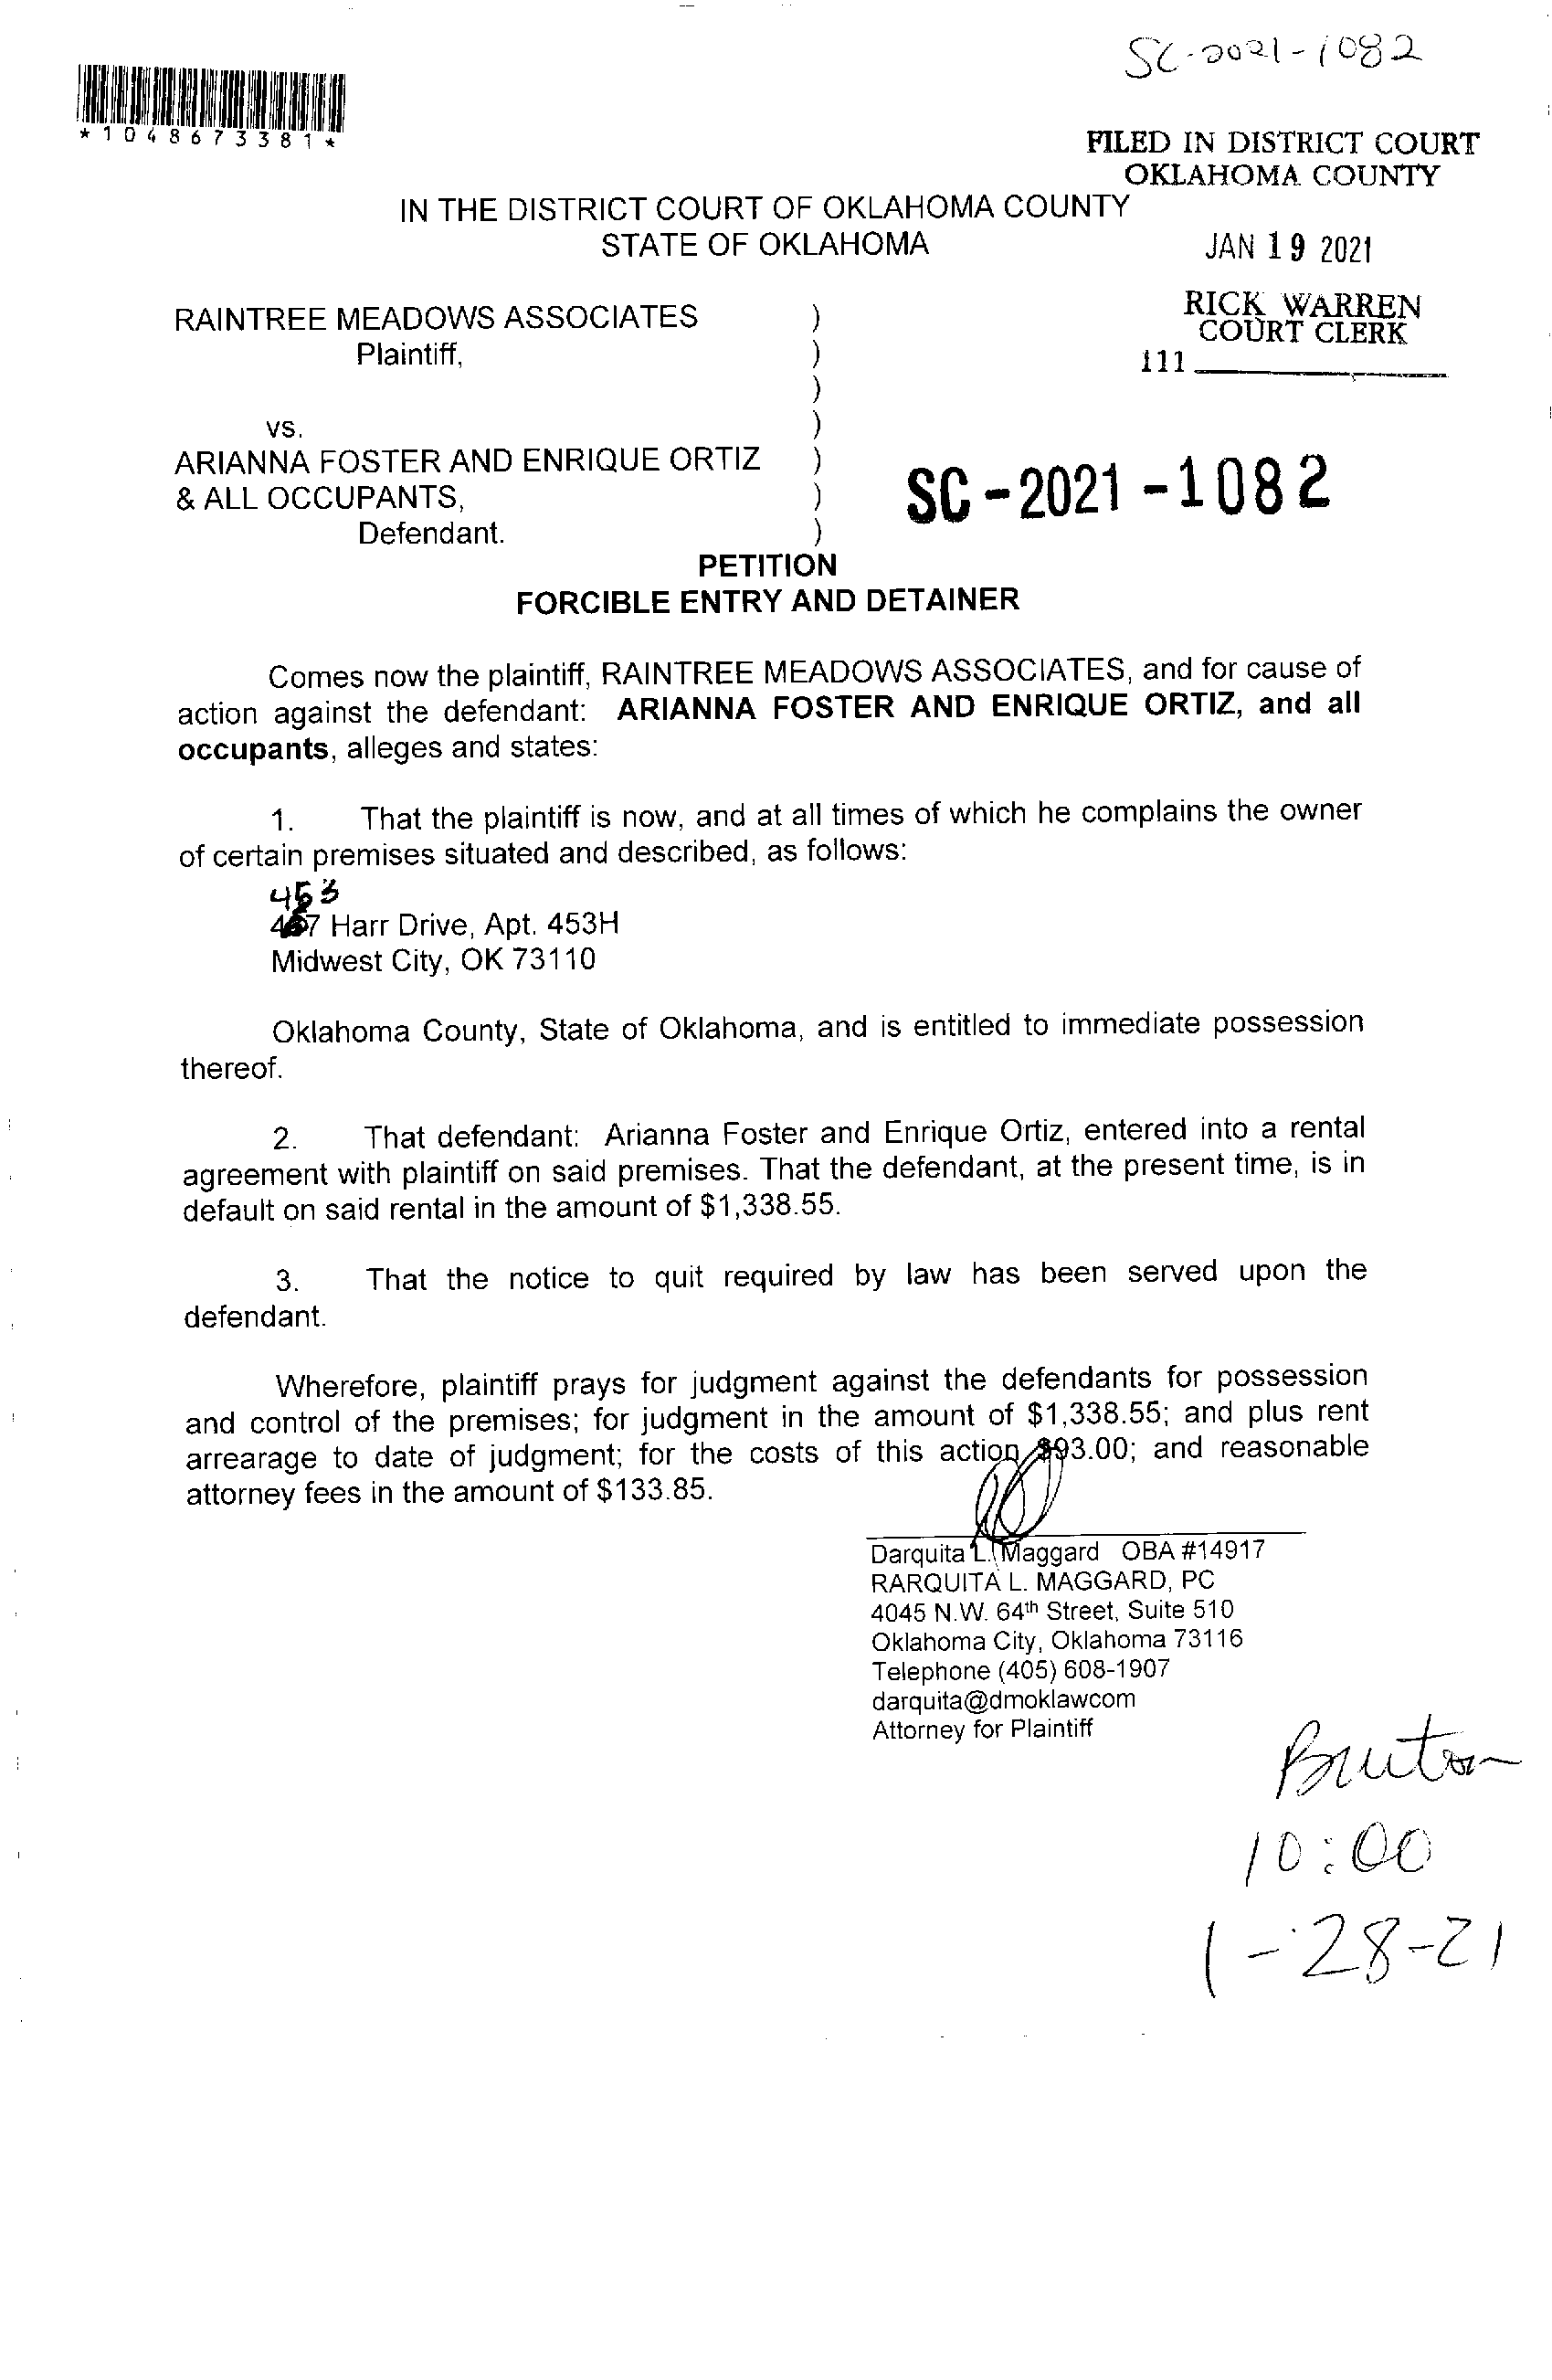 SC-2021-1082
*1048673381*
FILED IN DISTRICT COURT
OKLAHOMA COUNTY
IN THE DISTRICT COURT OF OKLAHOMA COUNTY
STATE OF OKLAHOMA
JAN 19 2021
RICK WARREN
COURT CLERK
111
RAINTREE MEADOWS ASSOCIATES )
Plaintiff, )
)
vs. )
ARIANNA FOSTER AND ENRIQUE ORTIZ )
& ALL OCCUPANTS, )
Defendant. )
SC-2021-1082
PETITION
FORCIBLE ENTRY AND DETAINER
Comes now the plaintiff, RAINTREE MEADOWS ASSOCIATES, and for cause of
action against the defendant: ARIANNA FOSTER AND ENRIQUE ORTIZ, and all
occupants, alleges and states:
1. That the plaintiff is now, and at all times of which he complains the owner
of certain premises situated and described, as follows:
453
Harr Drive, Apt. 453H
Midwest City, OK 73110
Oklahoma County, State of Oklahoma, and is entitled to immediate possession
thereof.
2. That defendant: Arianna Foster and Enrique Ortiz, entered into a rental
agreement with plaintiff on said premises. That the defendant, at the present time, is in
default on said rental in the amount of $1,338.55.
3. That the notice to quit required by law has been served upon the
defendant.
Wherefore, plaintiff prays for judgment against the defendants for possession
and control of the premises; for judgment in the amount of $1,338.55; and plus rent
arrearage to date of judgment; for the costs of this action $93.00; and reasonable
attorney fees in the amount of $133.85.
Darquita L. Maggard OBA #14917
RARQUITA L. MAGGARD, PC
4045 N.W. 64th Street, Suite 510
Oklahoma City, Oklahoma 73116
Telephone (405) 608-1907
darquita@dmoklawcom
Attorney for Plaintiff
Bruton
10:00
1-28-21